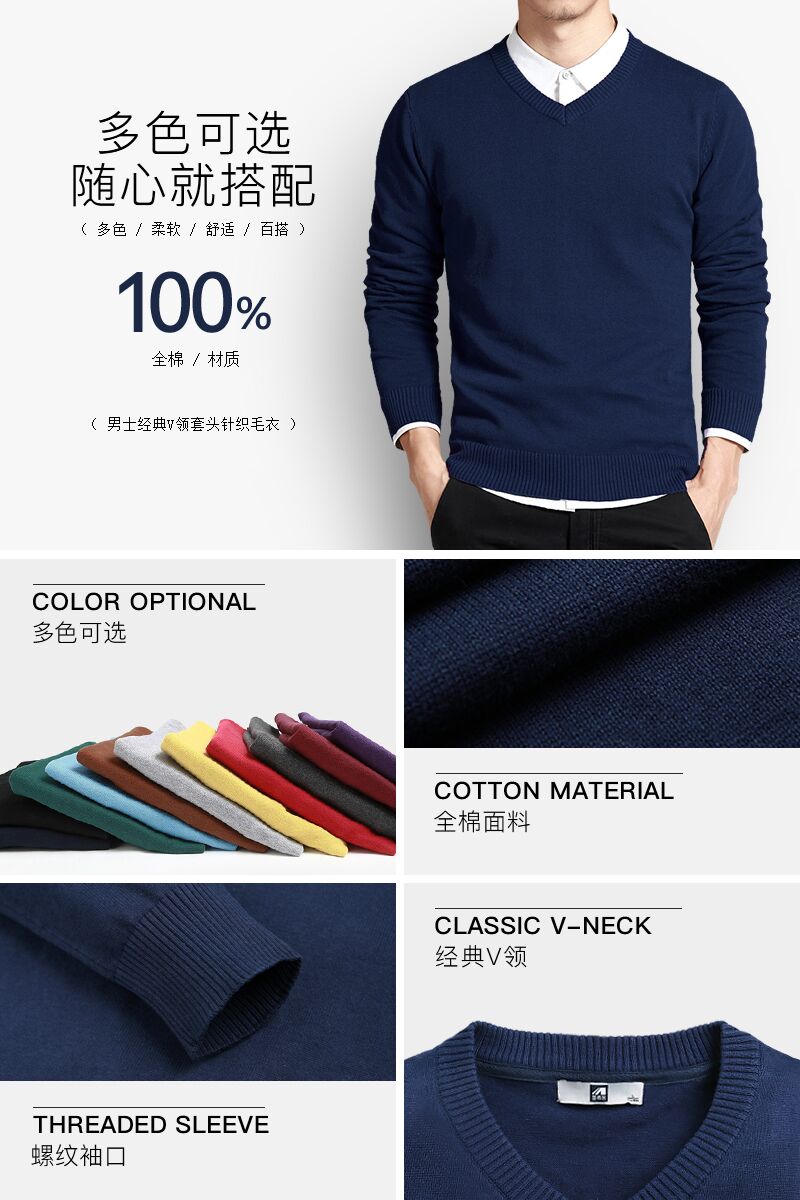 多色可选
随心就搭配
( 多色 / 柔软 / 舒适 / 百搭 )
100%
全棉 / 材质
( 男士经典V领套头针织毛衣 )
COLOR OPTIONAL
多色可选
COTTON MATERIAL
全棉面料
THREADED SLEEVE
螺纹袖口
CLASSIC V-NECK
经典V领